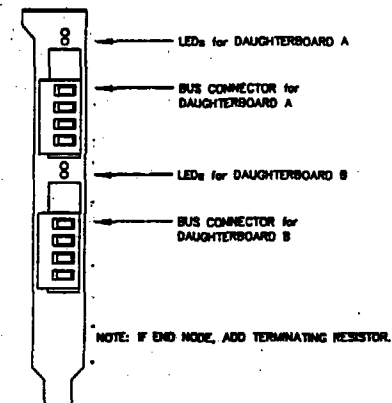 LEDs for DAUGHTERBOARD A
BUS CONNECTOR for
DAUGHTERBOARD A
LEDs for DAUGHTERBOARD B
BUS CONNECTOR for
DAUGHTERBOARD B
NOTE: IF END NODE, ADD TERMINATING RESISTOR.